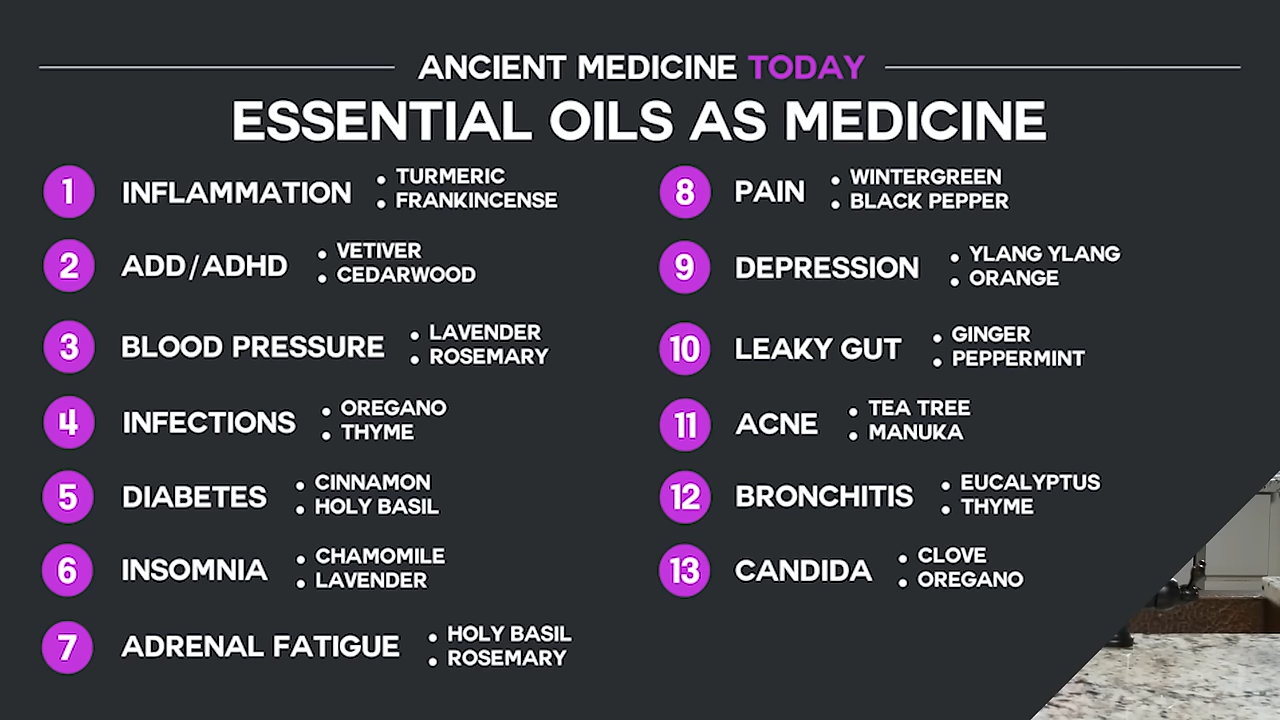 ANCIENT MEDICINE TODAY
ESSENTIAL OILS AS MEDICINE
1 INFLAMMATION
• TURMERIC
• FRANKINCENSE
2 ADD/ADHD
• VETIVER
• CEDARWOOD
3 BLOOD PRESSURE
• LAVENDER
• ROSEMARY
4 INFECTIONS
• OREGANO
• THYME
5 DIABETES
• CINNAMON
• HOLY BASIL
6 INSOMNIA
• CHAMOMILE
• LAVENDER
7 ADRENAL FATIGUE
• HOLY BASIL
• ROSEMARY
8 PAIN
• WINTERGREEN
• BLACK PEPPER
9 DEPRESSION
• YLANG YLANG
• ORANGE
10 LEAKY GUT
• GINGER
• PEPPERMINT
11 ACNE
• TEA TREE
• MANUKA
12 BRONCHITIS
• EUCALYPTUS
• THYME
13 CANDIDA
• CLOVE
• OREGANO